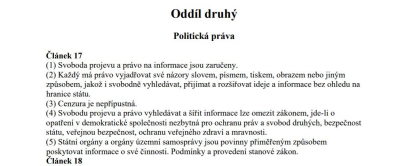 Oddíl druhý
Politická práva
Článek 17
(1) Svoboda projevu a právo na informace jsou zaručeny.
(2) Každý má právo vyjadřovat své názory slovem, písmem, tiskem, obrazem nebo jiným
způsobem, jakož i svobodně vyhledávat, přijímat a rozšiřovat ideje a informace bez ohledu na
hranice státu.
(3) Cenzura je nepřípustná.
(4) Svobodu projevu a právo vyhledávat a šířit informace lze omezit zákonem, jde-li o
opatření v demokratické společnosti nezbytná pro ochranu práv a svobod druhých, bezpečnost
státu, veřejnou bezpečnost, ochranu veřejného zdraví a mravnosti.
(5) Státní orgány a orgány územní samosprávy jsou povinny přiměřeným způsobem
poskytovat informace o své činnosti. Podmínky a provedení stanoví zákon.
Článek 18